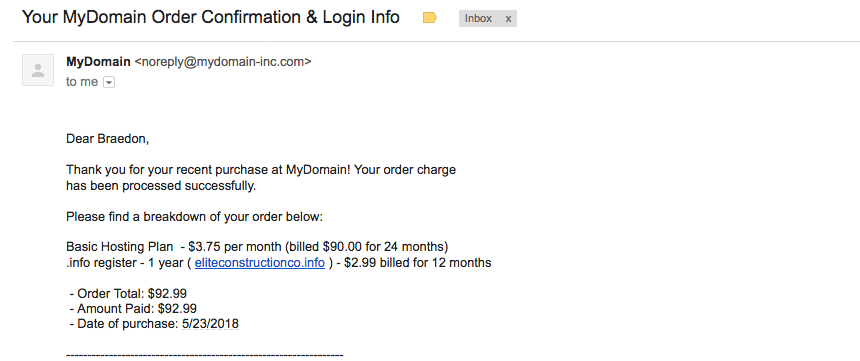 Your MyDomain Order Confirmation & Login Info Inbox x
MyDomain <noreply@mydomain-inc.com>
to me
Dear Braedon,
Thank you for your recent purchase at MyDomain! Your order charge
has been processed successfully.
Please find a breakdown of your order below:
Basic Hosting Plan - $3.75 per month (billed $90.00 for 24 months)
.info register - 1 year ( eliteconstructionco.info ) - $2.99 billed for 12 months
- Order Total: $92.99
- Amount Paid: $92.99
- Date of purchase: 5/23/2018
-----------------------------------------------------------------